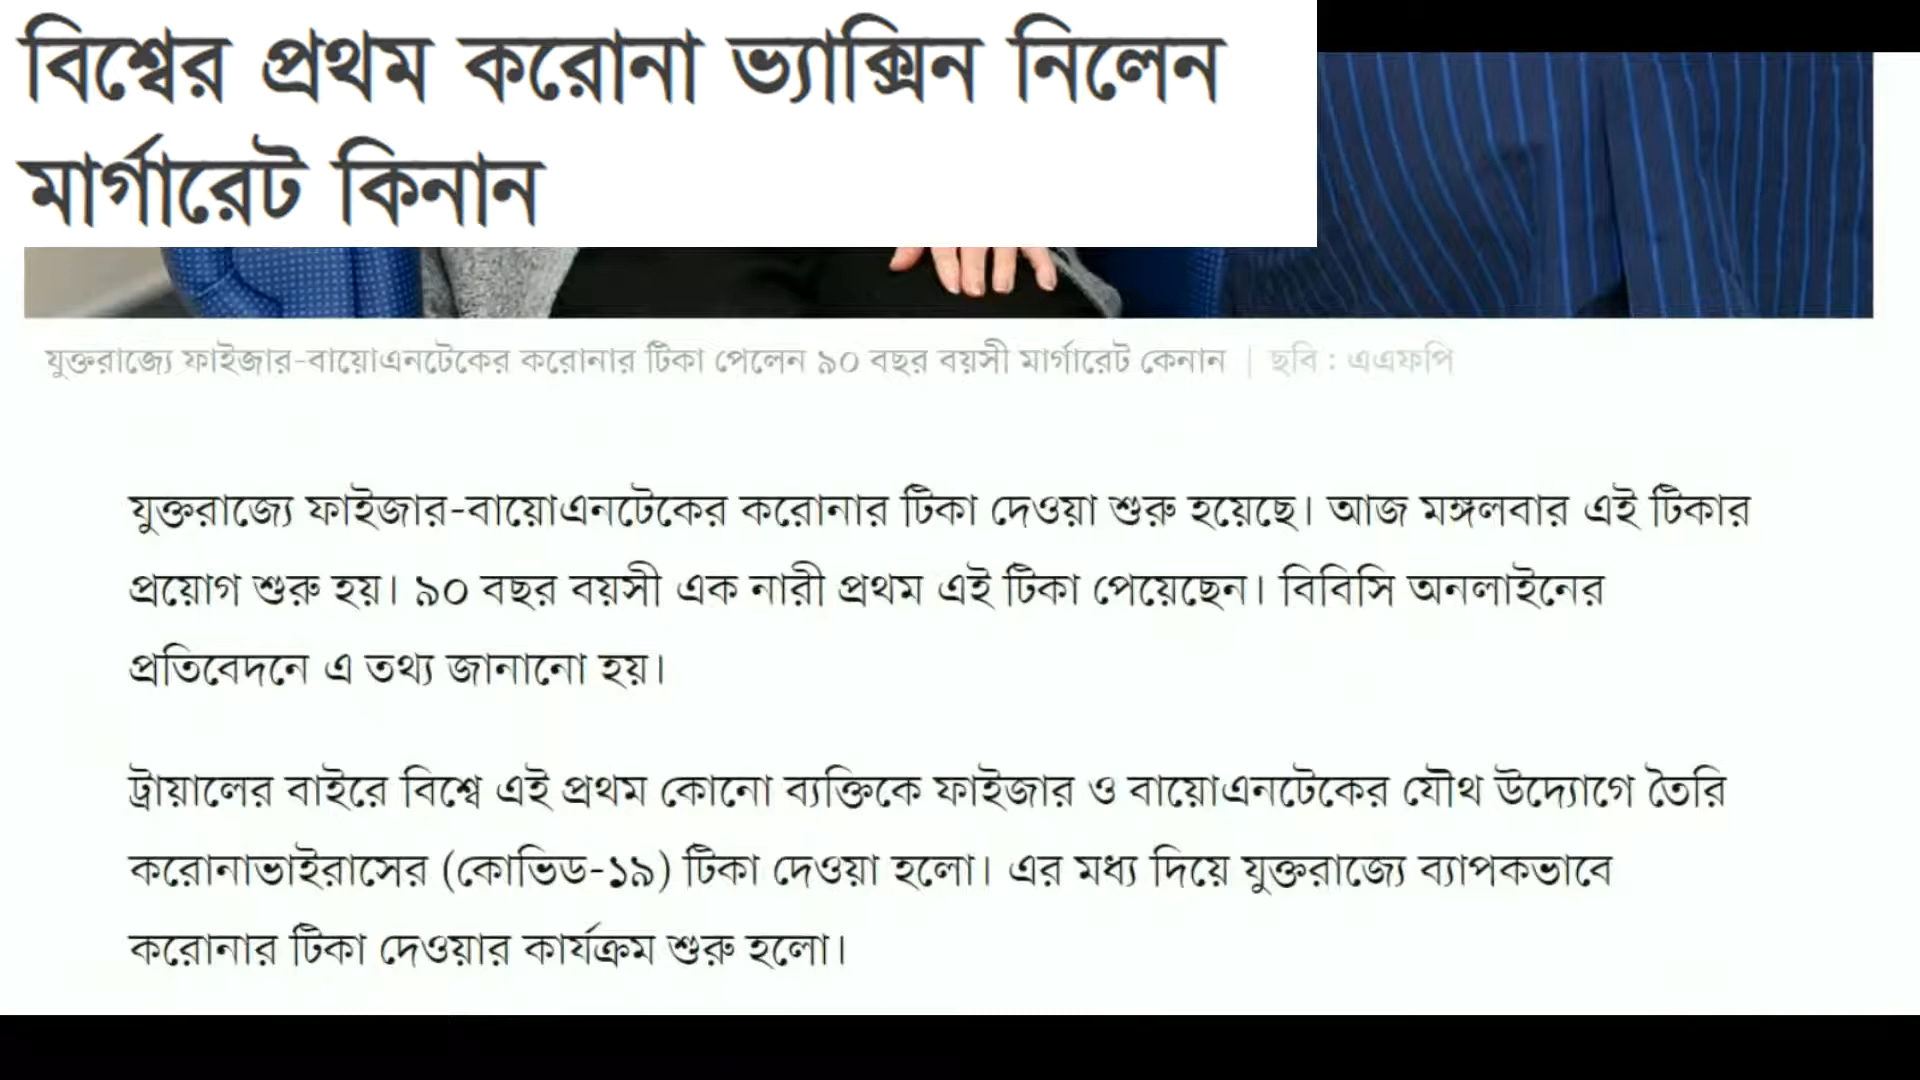 বিশ্বের প্রথম করোনা ভ্যাক্সিন নিলেন
মার্গারেট কিনান
যুক্তরাজ্যে ফাইজার-বায়োএনটেকের করোনার টিকা পেলেন ৯০ বছর বয়সী মার্গারেট কেনান | ছবি : এএফপি
যুক্তরাজ্যে ফাইজার-বায়োএনটেকের করোনার টিকা দেওয়া শুরু হয়েছে। আজ মঙ্গলবার এই টিকার
প্রয়োগ শুরু হয়। ৯০ বছর বয়সী এক নারী প্রথম এই টিকা পেয়েছেন। বিবিসি অনলাইনের
প্রতিবেদনে এ তথ্য জানানো হয়।
ট্রায়ালের বাইরে বিশ্বে এই প্রথম কোনো ব্যক্তিকে ফাইজার ও বায়োএনটেকের যৌথ উদ্যোগে তৈরি
করোনাভাইরাসের (কোভিড-১৯) টিকা দেওয়া হলো। এর মধ্য দিয়ে যুক্তরাজ্যে ব্যাপকভাবে
করোনার টিকা দেওয়ার কার্যক্রম শুরু হলো।